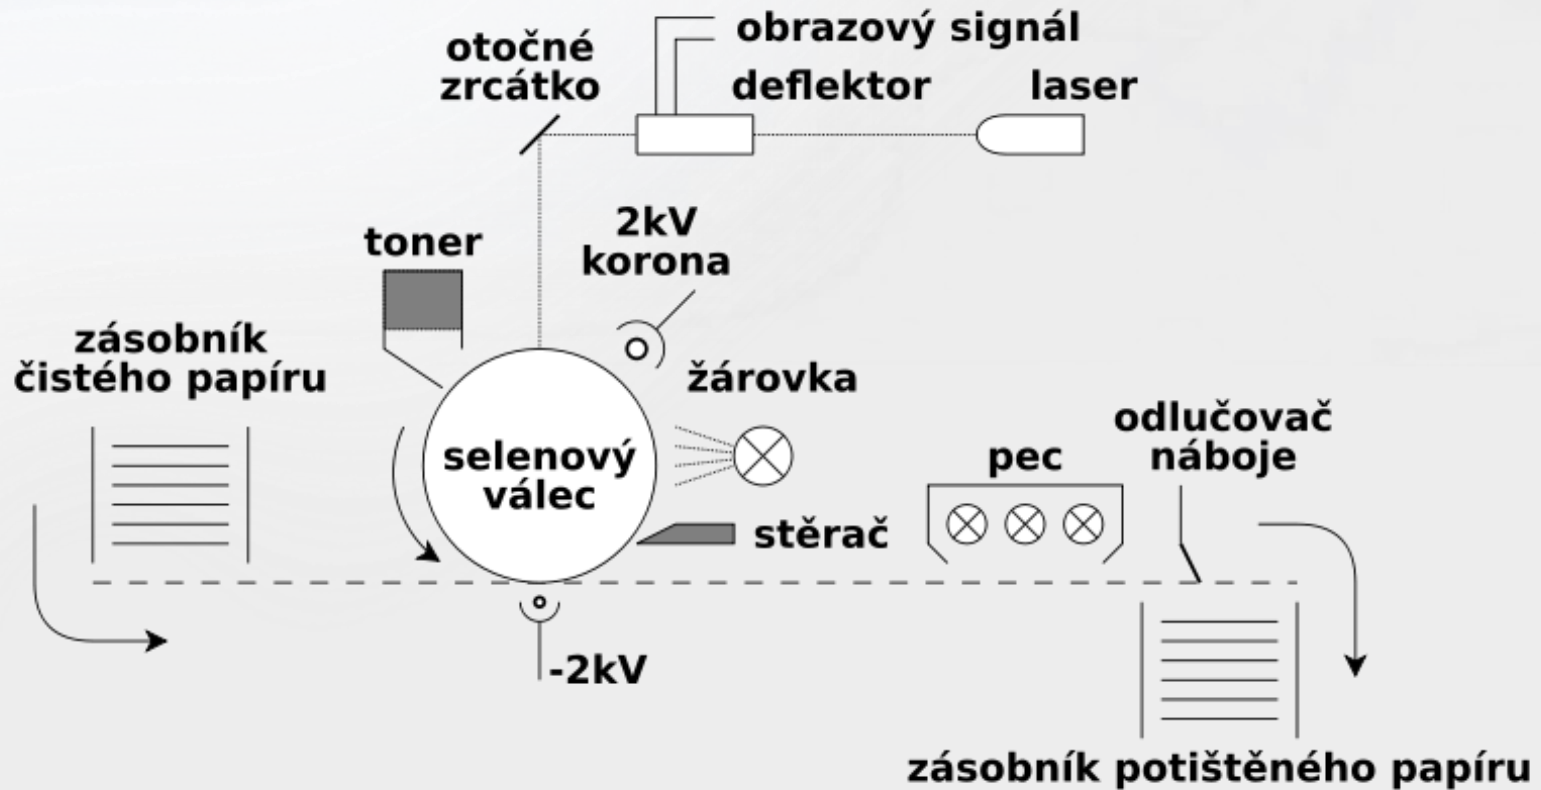 obrazový signál
otočné
zrcátko
deflektor
laser
2kV
korona
toner
zásobník
čistého papíru
žárovka
odlučovač
náboje
pec
selenový
válec
stěrač
-2kV
zásobník potištěného papíru